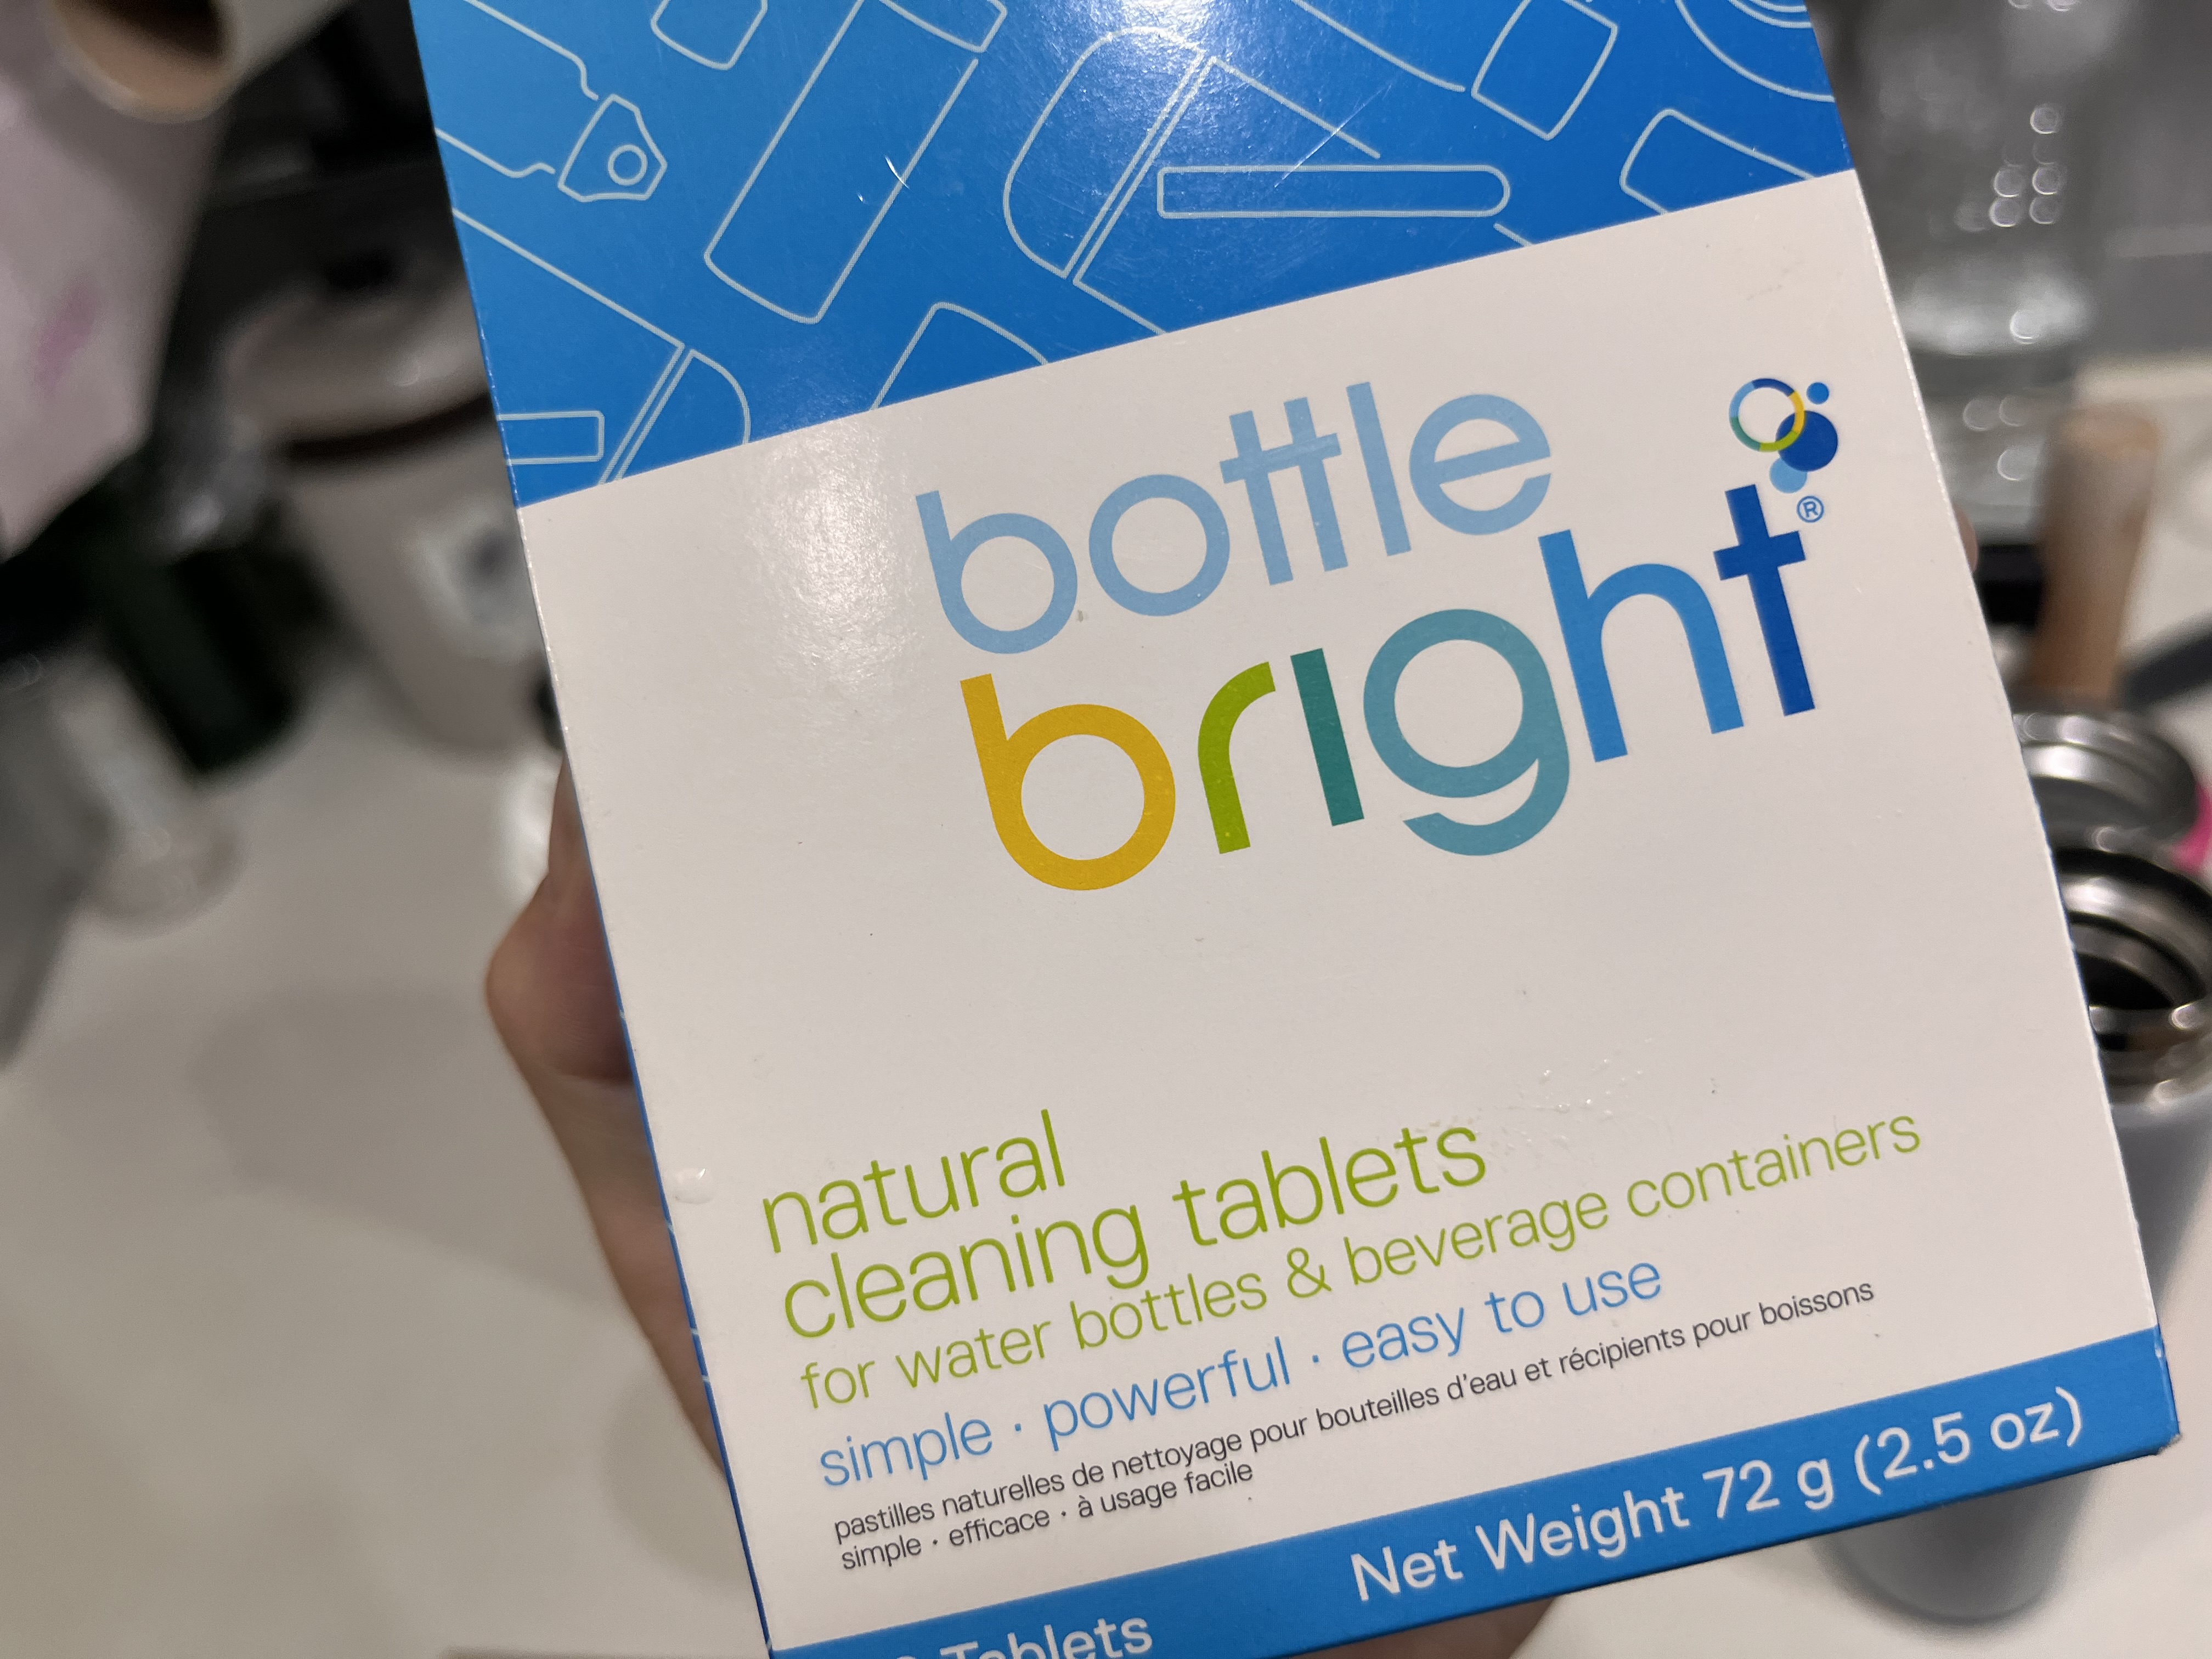 bottle
bright®
natural
cleaning tablets
for water bottles & beverage containers
simple · powerful · easy to use
pastilles naturelles de nettoyage pour bouteilles d'eau et récipients pour boissons
simple · efficace · à usage facile
Tablets
Net Weight 72 g (2.5 oz)